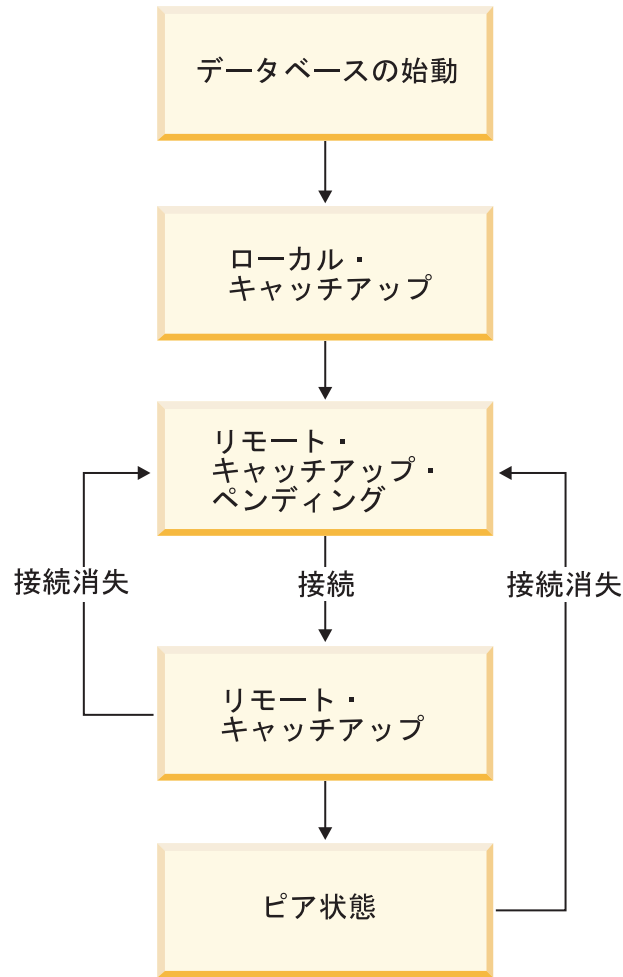 データベースの始動
ローカル・
キャッチアップ
リモート・
キャッチアップ・
ペンディング
接続消失
接続
接続消失
リモート・
キャッチアップ
ピア状態